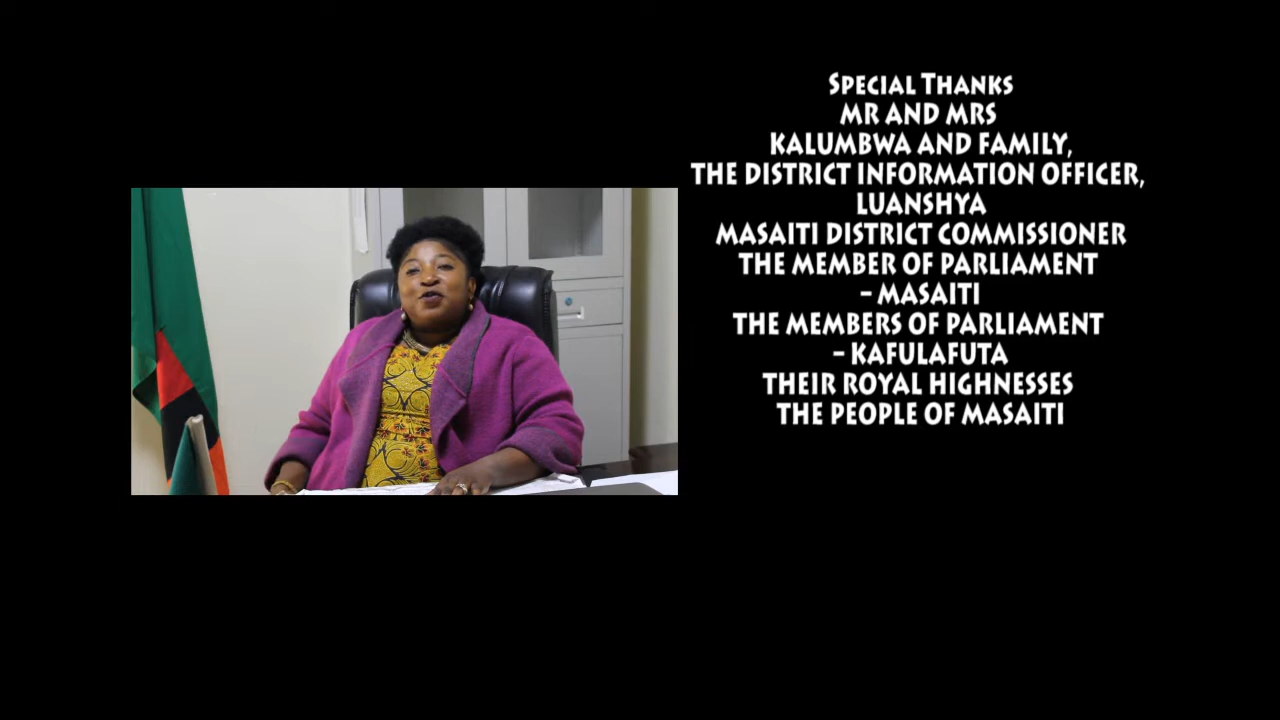 Special Thanks
MR AND MRS
KALUMBWA AND FAMILY,
THE DISTRICT INFORMATION OFFICER,
LUANSHYA
MASAITI DISTRICT COMMISSIONER
THE MEMBER OF PARLIAMENT
– MASAITI
THE MEMBERS OF PARLIAMENT
– KAFULAFUTA
THEIR ROYAL HIGHNESSES
THE PEOPLE OF MASAITI